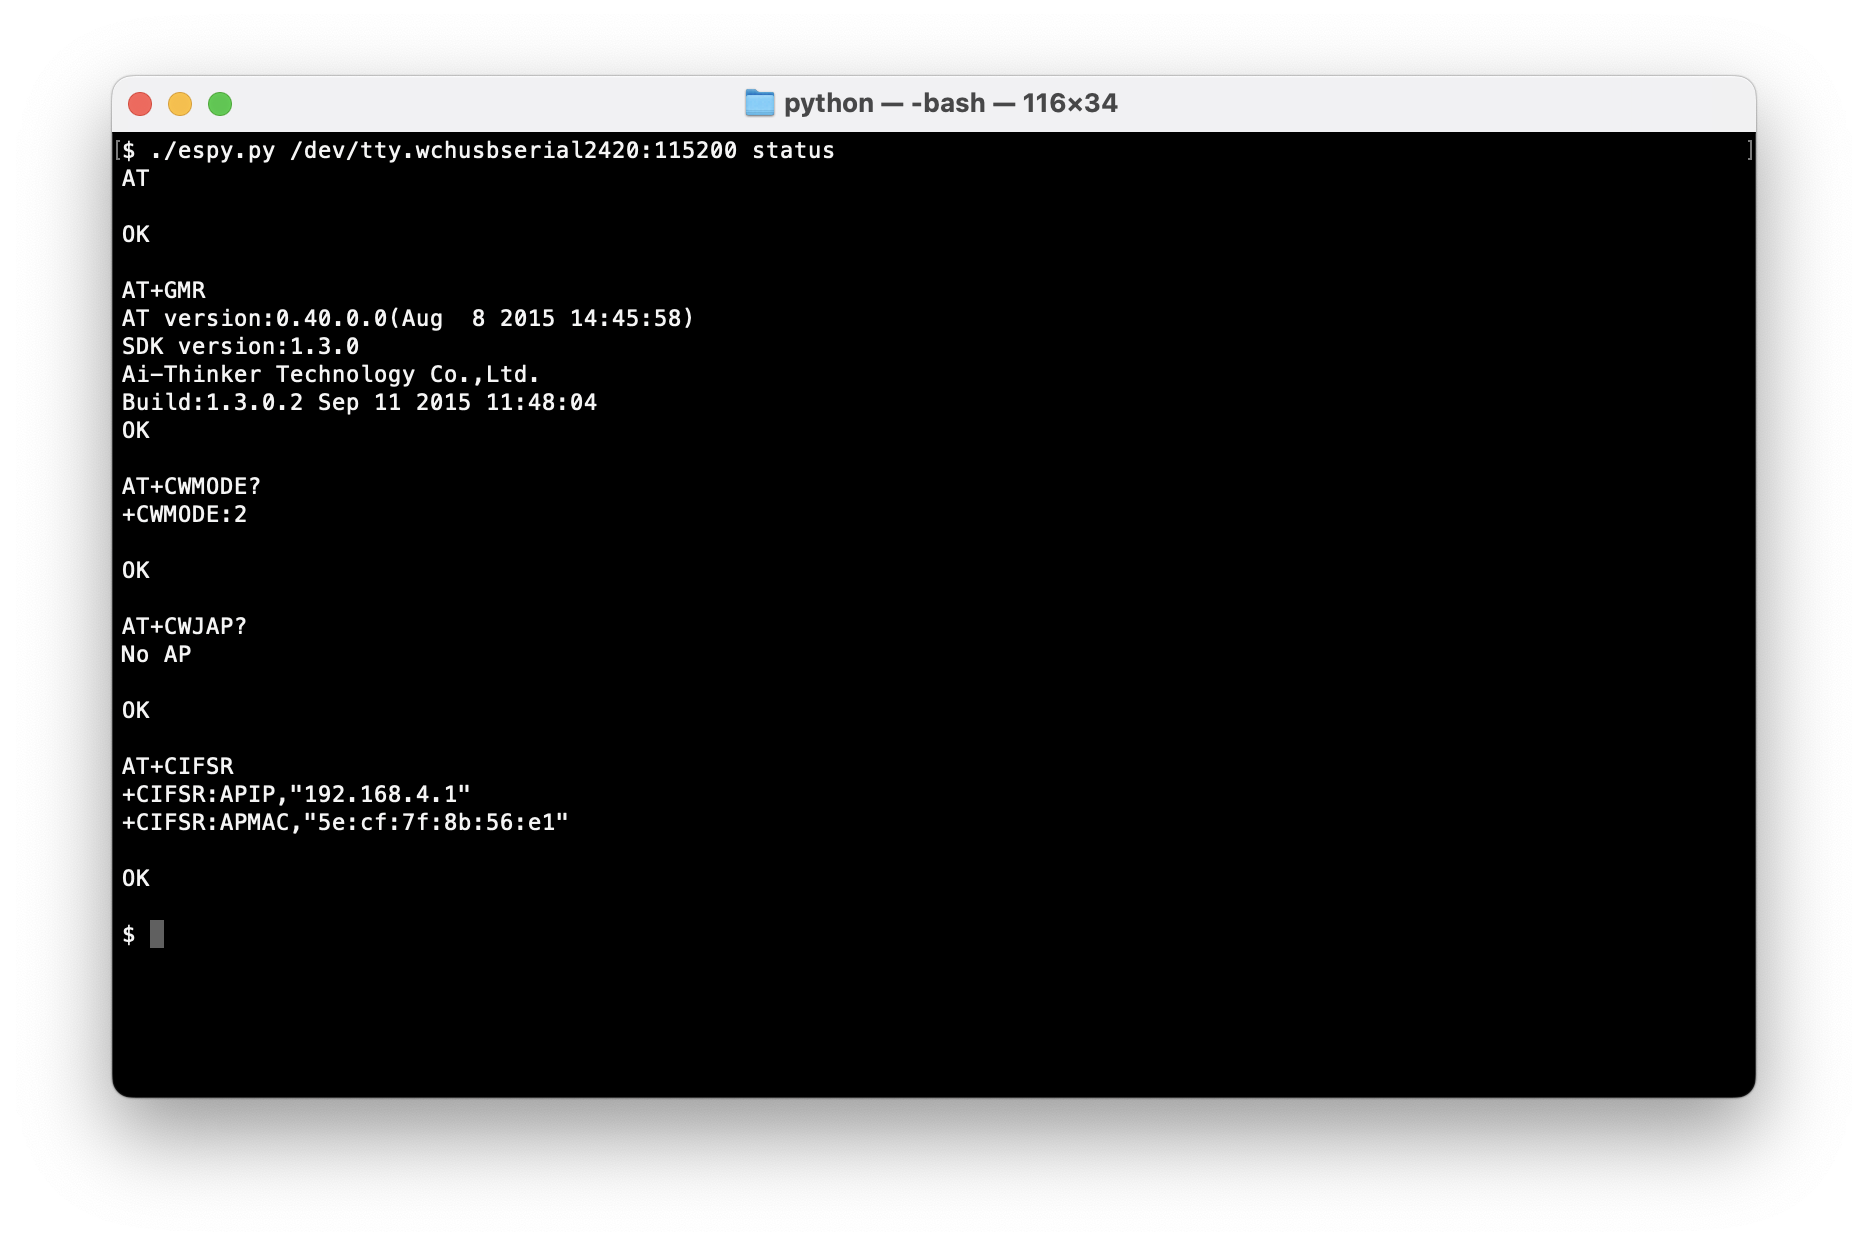 python — -bash — 116×34
[$ ./espy.py /dev/tty.wchusbserial2420:115200 status ]
AT
OK
AT+GMR
AT version:0.40.0.0(Aug  8 2015 14:45:58)
SDK version:1.3.0
Ai-Thinker Technology Co.,Ltd.
Build:1.3.0.2 Sep 11 2015 11:48:04
OK
AT+CWMODE?
+CWMODE:2
OK
AT+CWJAP?
No AP
OK
AT+CIFSR
+CIFSR:APIP,"192.168.4.1"
+CIFSR:APMAC,"5e:cf:7f:8b:56:e1"
OK
$